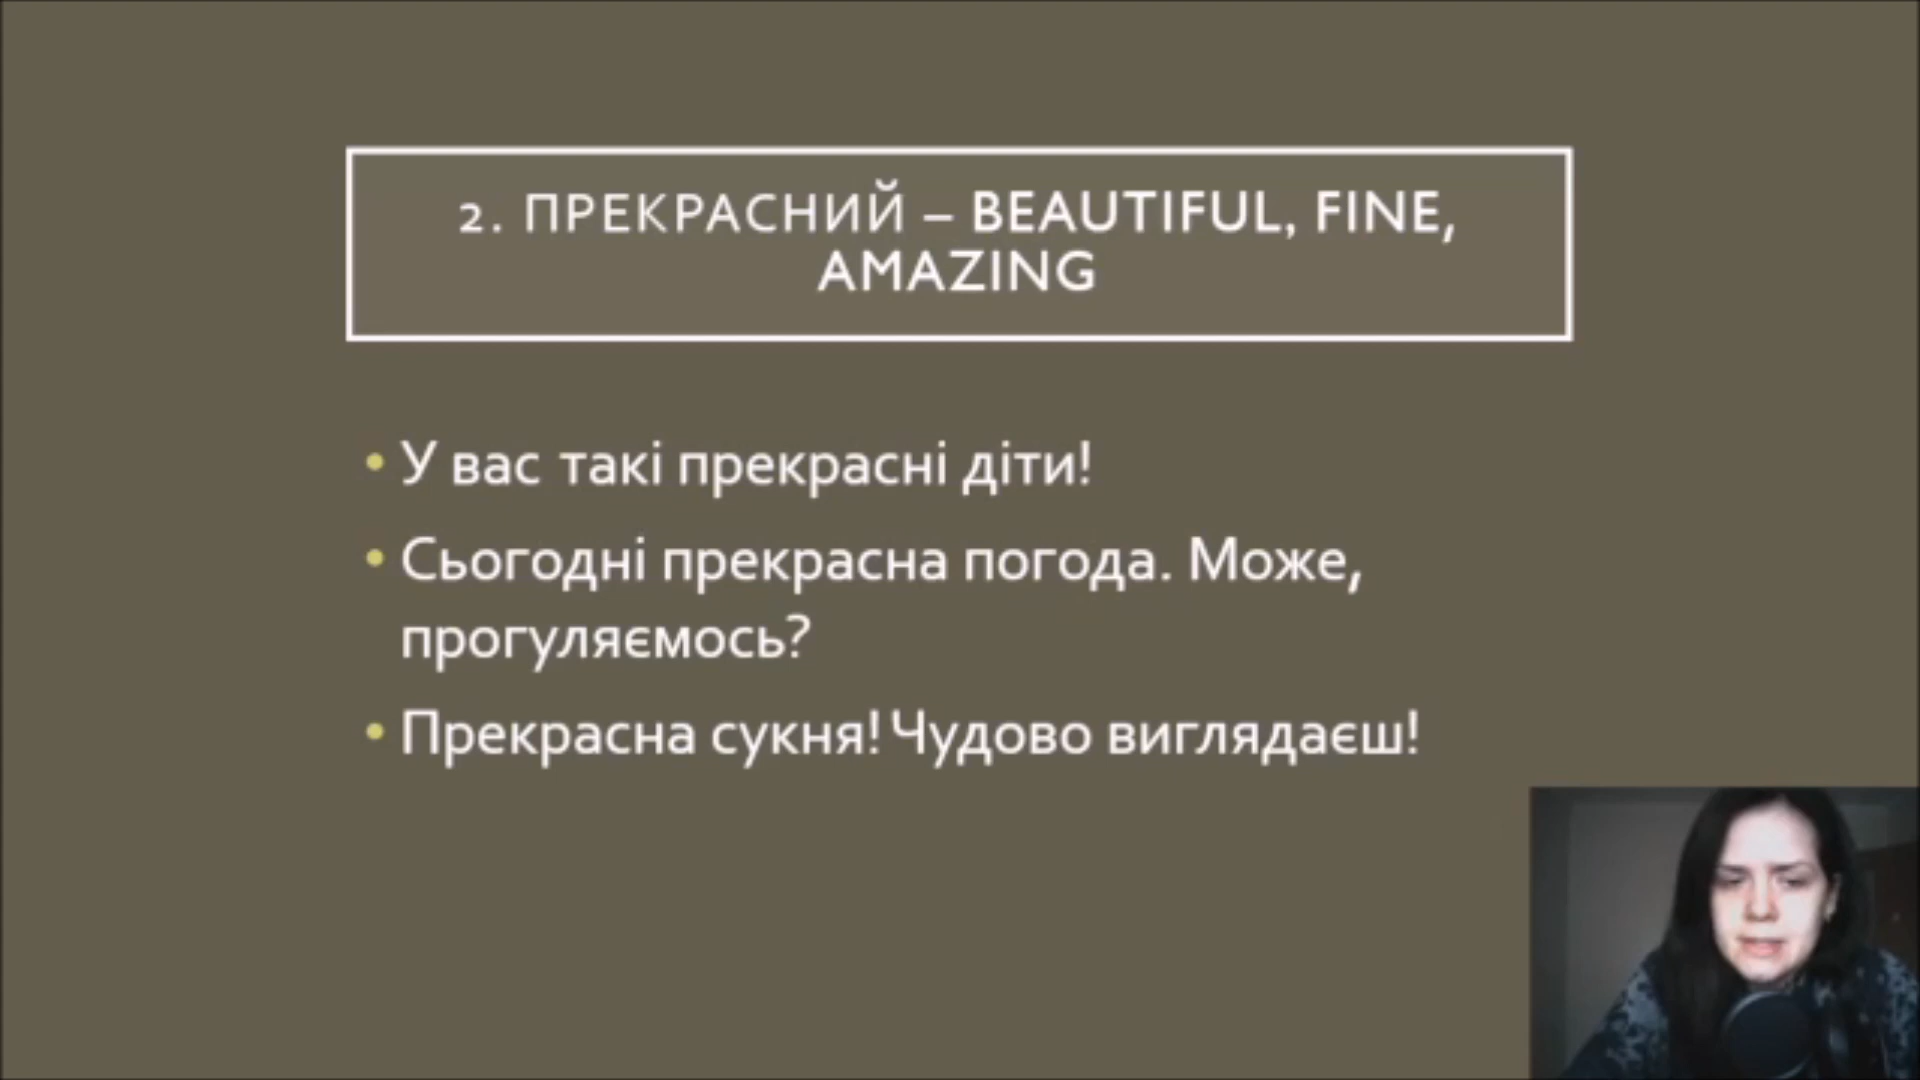 2. ПРЕКРАСНИЙ – BEAUTIFUL, FINE,
AMAZING
• У вас такі прекрасні діти!
• Сьогодні прекрасна погода. Може,
прогуляємось?
• Прекрасна сукня! Чудово виглядаєш!